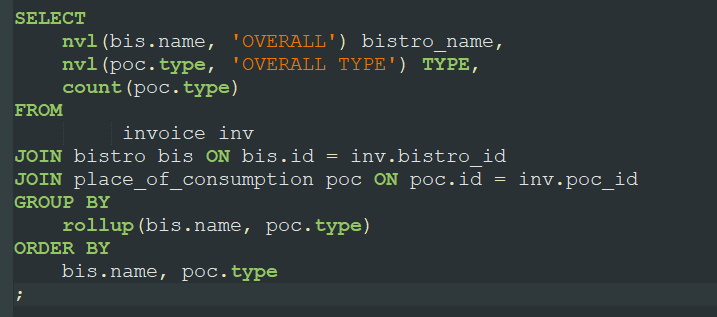 SELECT
nvl(bis.name, 'OVERALL') bistro_name,
nvl(poc.type, 'OVERALL TYPE') TYPE,
count(poc.type)
FROM
invoice inv
JOIN bistro bis ON bis.id = inv.bistro_id
JOIN place_of_consumption poc ON poc.id = inv.poc_id
GROUP BY
rollup(bis.name, poc.type)
ORDER BY
bis.name, poc.type
;